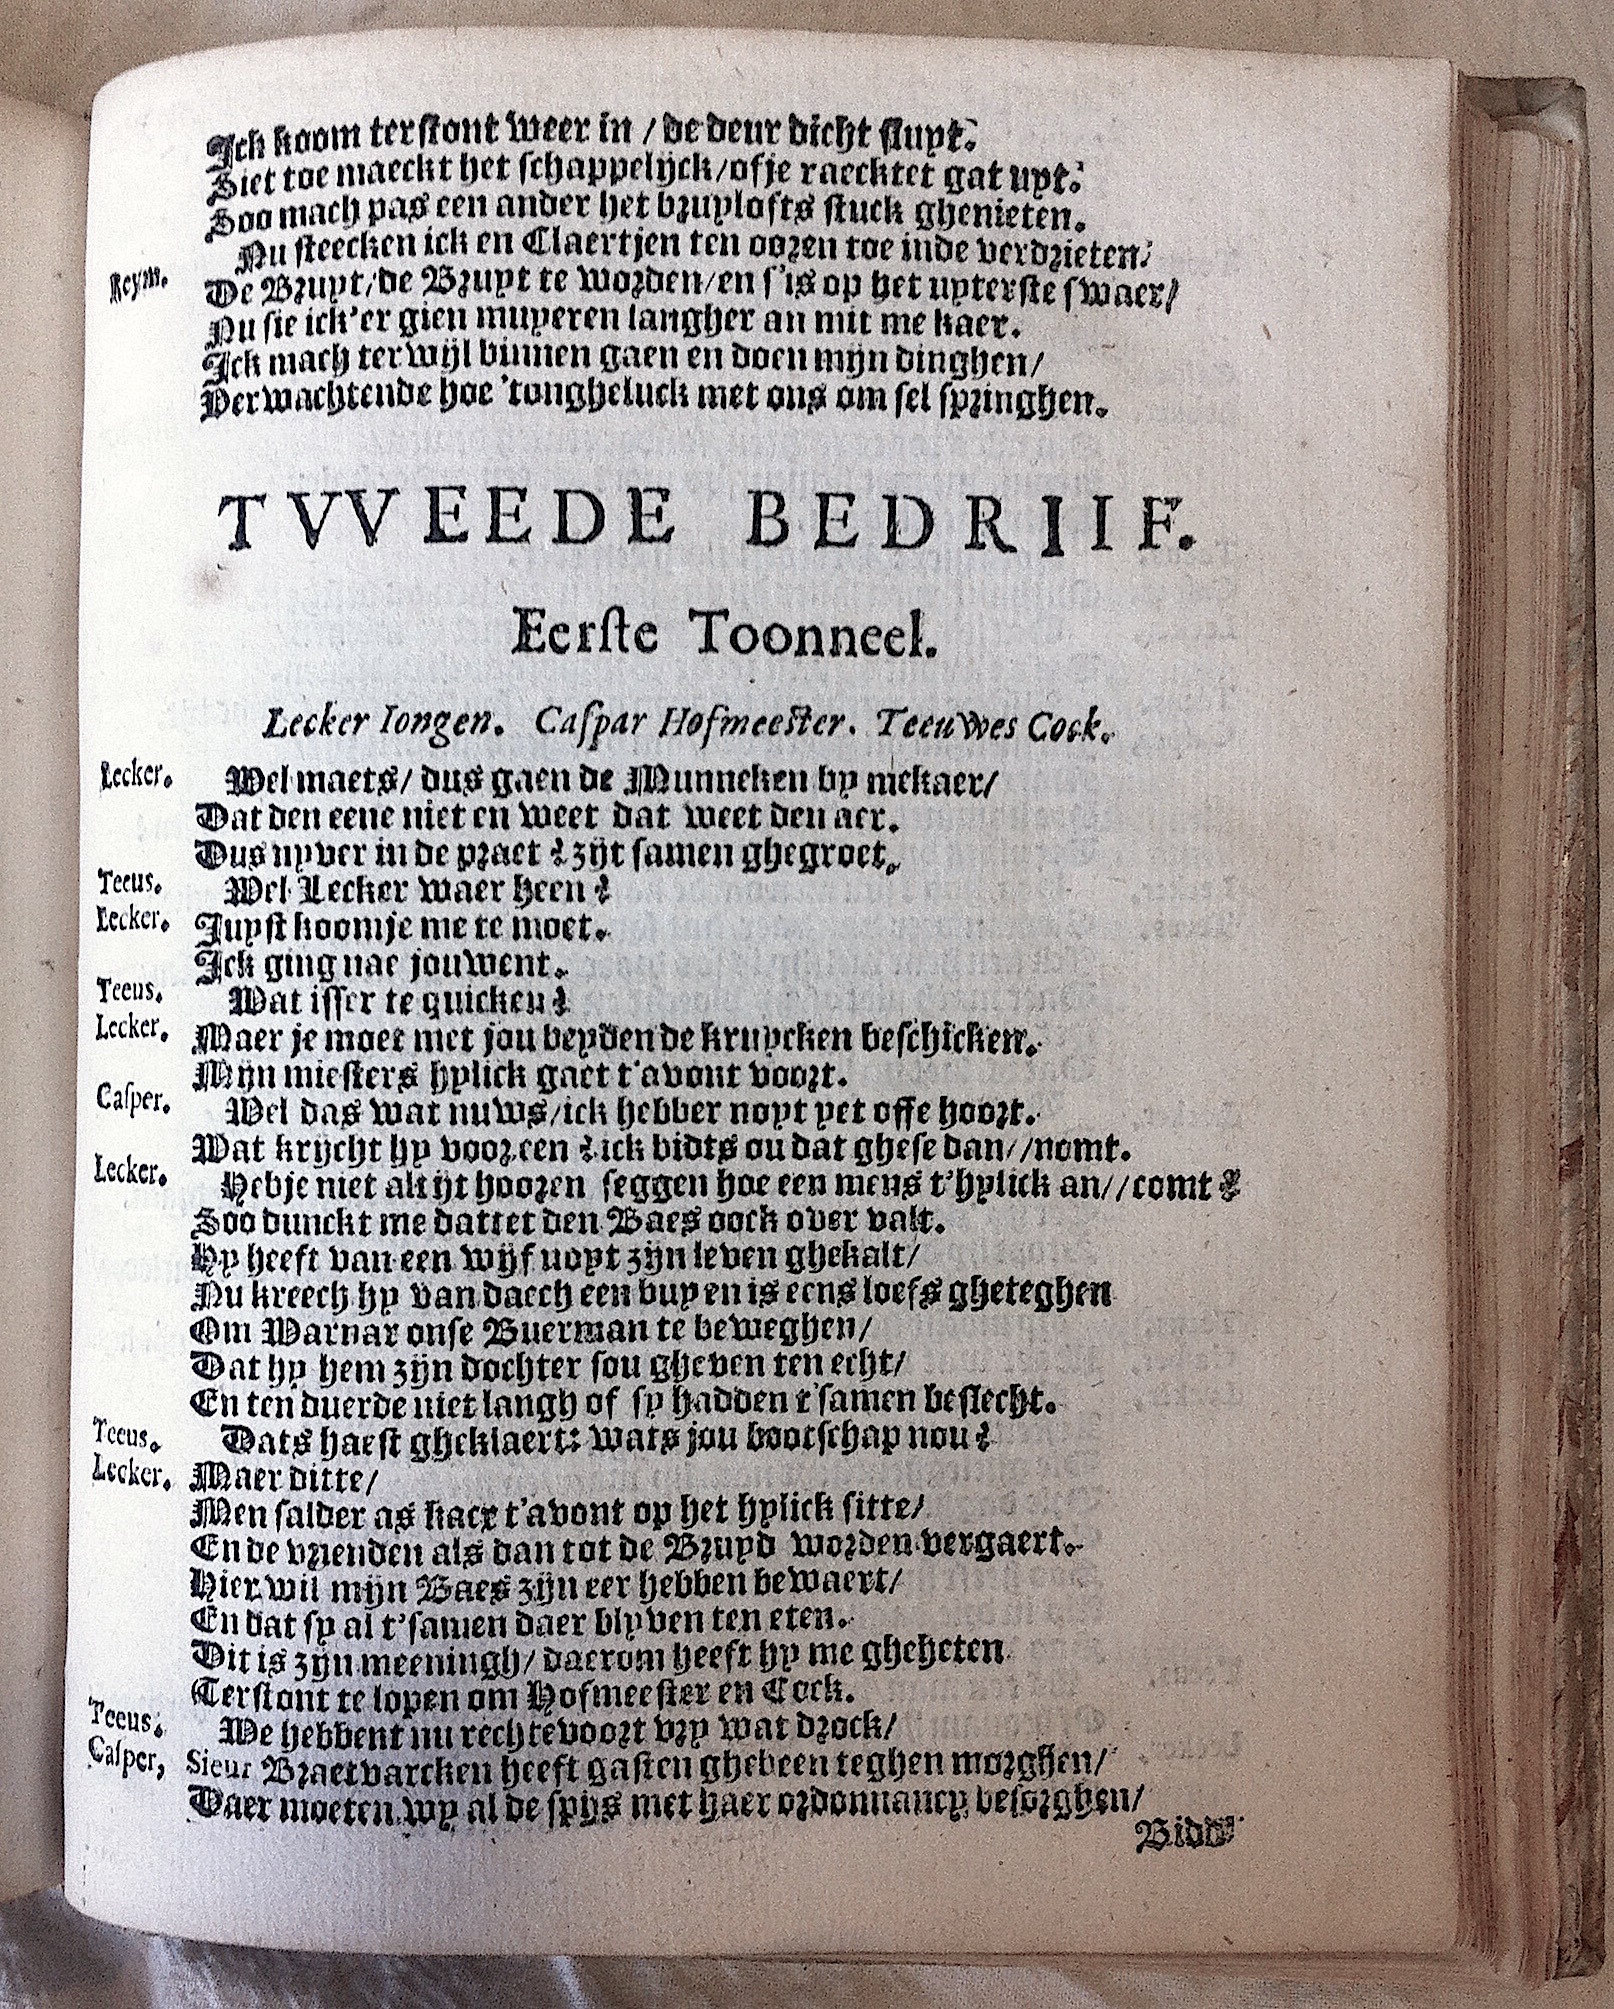 Ick koom terstont weer in / de deur dicht sluyt.
Siet toe maeckt het schappelijck/ofje raecktet gat uyt.
Soo mach pas een ander het bruylofts stuck ghenieten.
Reym. Nu steecken ick en Claertjen ten ooren toe inde verdrieten/
De Bruyt/de Bruyt te worden/en s'is op het uyterste swaer/
Nu sie ick'er gien muyeren langher an mit me kaer.
Ick mach terwijl binnen gaen en doen mijn dinghen/
Verwachtende hoe 'tongheluck met ons om sel springhen.
TVVEEDE BEDRIIF.
Eerste Toonneel.
Lecker Iongen. Caspar Hofmeester. Teeuwes Cock.
Lecker. Wel maets/ dus gaen de Munneken by mekaer/
Dat den eene niet en weet dat weet den aer.
Dus nyver in de praet? zijt samen ghegroet.
Teeus. Wel Lecker waer heen?
Lecker. Juyst koomje me te moet.
Ick ging nae jouwent.
Teeus. Wat isser te quicken?
Lecker. Maer je moet met jou beyden de kruycken beschicken.
Mijn miesters hylick gaet t'avont voort.
Casper. Wel das wat nuws/ick hebber noyt yet offe hoort.
Wat krijcht hy voor een? ick bidts ou dat ghese dan//nomt.
Lecker. Hebje niet altijt hooren seggen hoe een mens t'hylick an//comt?
Soo dunckt me dattet den Baes oock over valt.
Hy heeft van een wijf noyt zijn leven ghekalt/
Nu kreech hy van daech een buy en is eens loefs gheteghen
Om Warnar onse Buerman te beweghen/
Dat hy hem zijn dochter sou gheven ten echt/
En ten duerde niet langh of sy hadden t'samen beslecht.
Teeus. Dats haest gheklaert: wats jou bootschap nou?
Lecker. Maer ditte/
Men salder as kaer t'avont op het hylick sitte/
En de vrienden als dan tot de Bruyd worden vergaert.
Hier wil mijn Baes zijn eer hebben bewaert/
En dat sy al t'samen daer blyven ten eten.
Dit is zijn meeningh/ daerom heeft hy me gheheten
Terstont te lopen om Hofmeester en Cock.
Teeus. We hebbent nu rechtevoort vry wat drock/
Casper, Sieur Braetvarcken heeft gasten ghebeen teghen morghen/
Daer moeten wy al de spijs met haer ordonnancy besorghen/